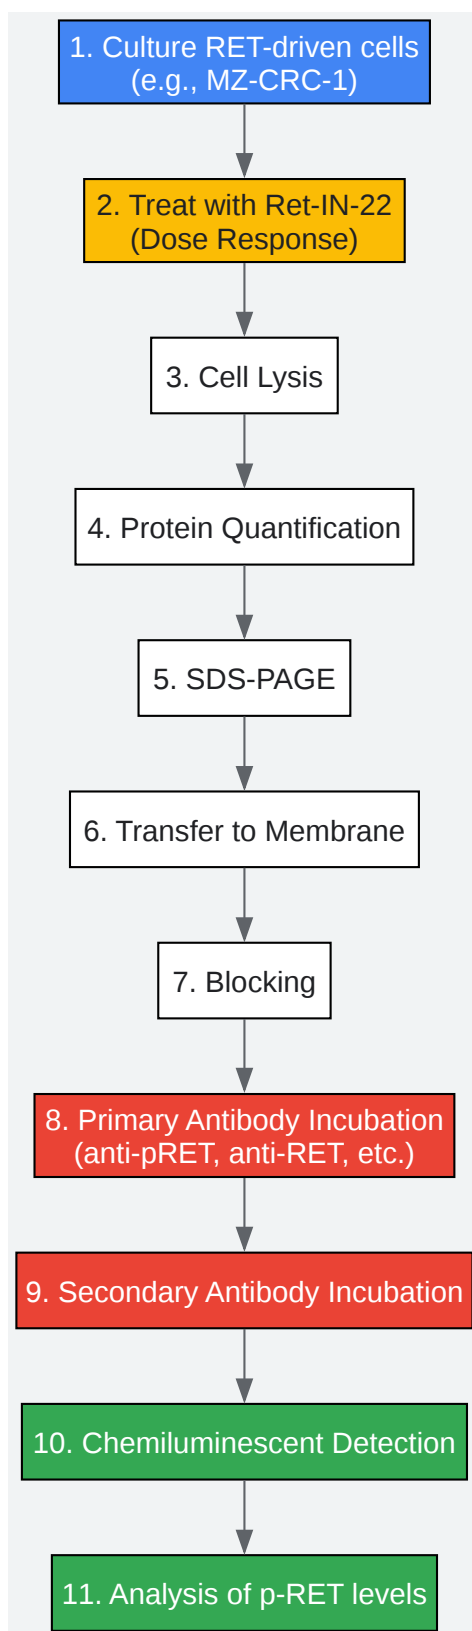 1. Culture RET-driven cells
(e.g., MZ-CRC-1)
2. Treat with Ret-IN-22
(Dose Response)
3. Cell Lysis
4. Protein Quantification
5. SDS-PAGE
6. Transfer to Membrane
7. Blocking
8. Primary Antibody Incubation
(anti-pRET, anti-RET, etc.)
9. Secondary Antibody Incubation
10. Chemiluminescent Detection
11. Analysis of p-RET levels